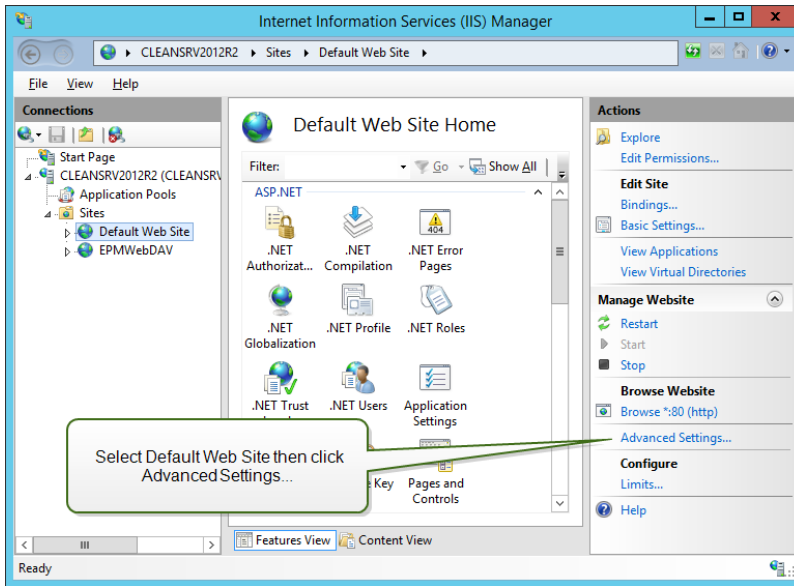 Internet Information Services (IIS) Manager
CLEANSRV2012R2 Sites Default Web Site
File View Help
Connections
Start Page
CLEANSRV2012R2 (CLEANSRV
Application Pools
Sites
Default Web Site
EPMWebDAV
Default Web Site Home
Filter: Go Show All
ASP.NET
.NET Authorizat...
.NET Compilation
.NET Error Pages
404
.NET Globalization
.NET Profile
.NET Roles
.NET Trust
.NET Users
Application Settings
Key
Pages and Controls
Select Default Web Site then click
Advanced Settings...
Features View Content View
Actions
Explore
Edit Permissions...
Edit Site
Bindings...
Basic Settings...
View Applications
View Virtual Directories
Manage Website
Restart
Start
Stop
Browse Website
Browse *:80 (http)
Advanced Settings...
Configure
Limits...
Help
Ready